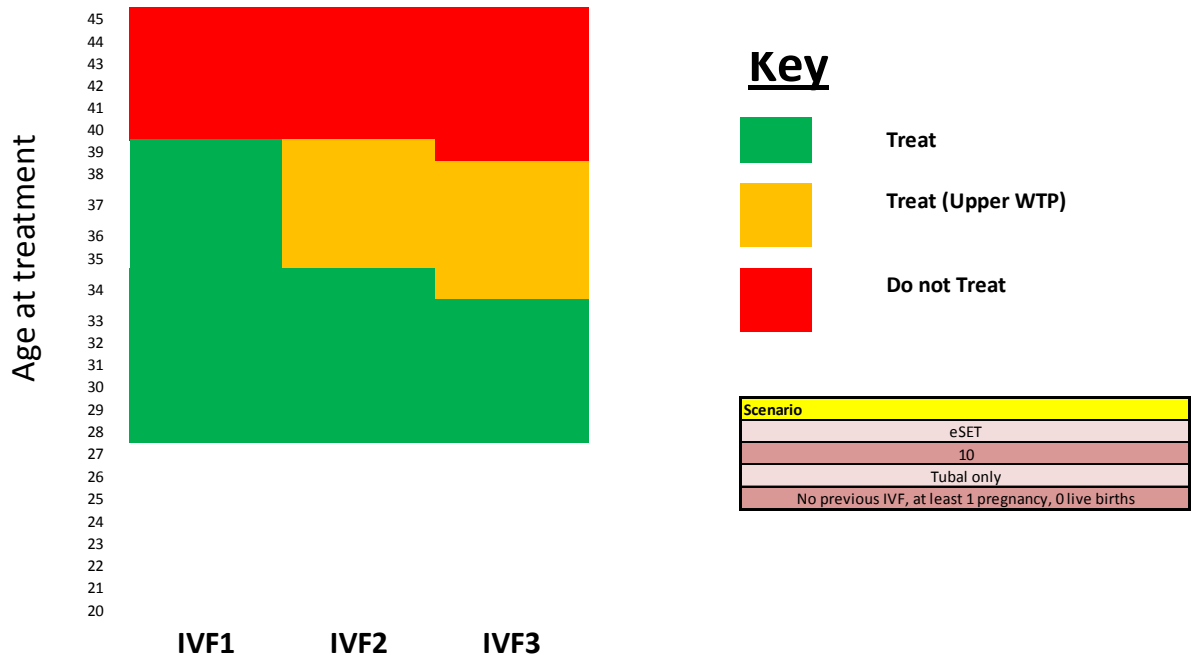 Age at treatment
45
44
43
42
41
40
39
38
37
36
35
34
33
32
31
30
29
28
27
26
25
24
23
22
21
20
IVF1 IVF2 IVF3
Key
Treat
Treat (Upper WTP)
Do not Treat
Scenario
eSET
10
Tubal only
No previous IVF, at least 1 pregnancy, 0 live births